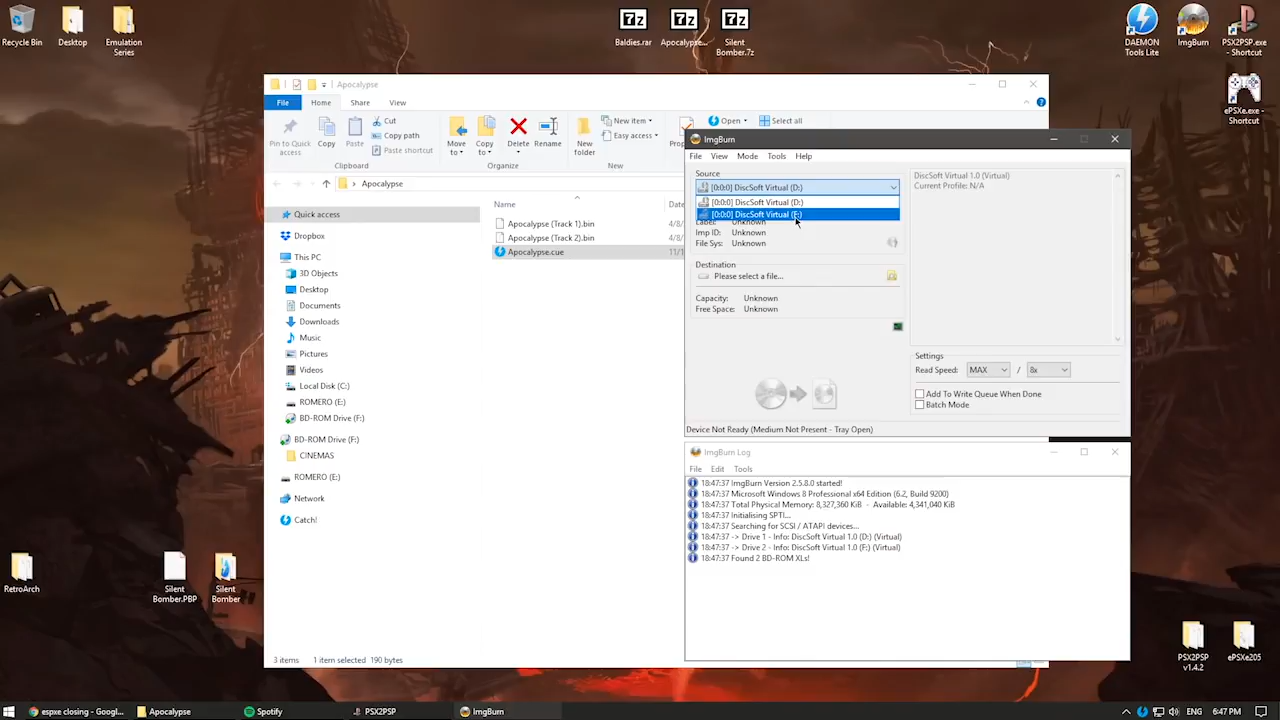 Recycle Bin
Desktop
Emulation
Series
Baldies.rar
Apocalypse...
Silent
Bomber.7z
DAEMON
Tools Lite
ImgBurn
PSX2PSP.exe
- Shortcut
ePSXe.exe -
Shortcut
Apocalypse
File
Home
Share
View
Pin to Quick
access
Copy
Paste
Cut
Copy path
Paste shortcut
Clipboard
Move
to
Copy
to
Delete
Rename
Organize
New
folder
New item
Easy access
New
Open
Select all
Apocalypse
Quick access
Dropbox
This PC
3D Objects
Desktop
Documents
Downloads
Music
Pictures
Videos
Local Disk (C:)
ROMERO (E:)
BD-ROM Drive (F:)
BD-ROM Drive (F:)
CINEMAS
ROMERO (E:)
Network
Catch!
Name
Date
Apocalypse (Track 1).bin
4/8/
Apocalypse (Track 2).bin
4/8/
Apocalypse.cue
11/1
3 items
1 item selected 190 bytes
ImgBurn
File View Mode Tools Help
Source
[0:0:0] DiscSoft Virtual (D:)
[0:0:0] DiscSoft Virtual (D:)
[0:0:0] DiscSoft Virtual (F:)
Label: Unknown
Imp ID: Unknown
File Sys: Unknown
Destination
Please select a file...
Capacity: Unknown
Free Space: Unknown
DiscSoft Virtual 1.0 (Virtual)
Current Profile: N/A
Settings
Read Speed: MAX / 8x
Add To Write Queue When Done
Batch Mode
Device Not Ready (Medium Not Present - Tray Open)
ImgBurn Log
File Edit Tools
18:47:37 ImgBurn Version 2.5.8.0 started!
18:47:37 Microsoft Windows 8 Professional x64 Edition (6.2, Build 9200)
18:47:37 Total Physical Memory: 8,327,360 KiB - Available: 4,341,040 KiB
18:47:37 Initialising SPTI...
18:47:37 Searching for SCSI / ATAPI devices...
18:47:37 -> Drive 1 - Info: DiscSoft Virtual 1.0 (D:) (Virtual)
18:47:37 -> Drive 2 - Info: DiscSoft Virtual 1.0 (F:) (Virtual)
18:47:37 Found 2 BD-ROM XLs!
RetroArch
Silent
Bomber.PBP
Silent
Bomber
PSX2PSP
v1.4.2
ePSXe205
espxe closing - Googl...
Apocalypse
Spotify
PSX2PSP
ImgBurn
ENG
6:47 PM